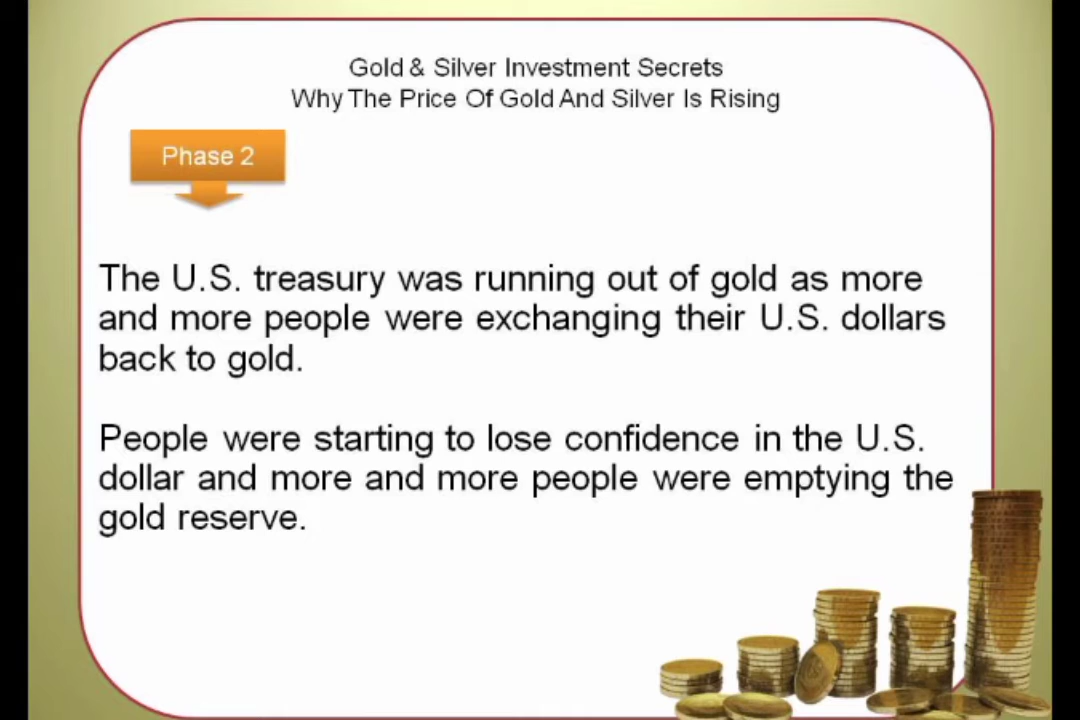 Gold & Silver Investment Secrets
Why The Price Of Gold And Silver Is Rising
Phase 2
The U.S. treasury was running out of gold as more
and more people were exchanging their U.S. dollars
back to gold.
People were starting to lose confidence in the U.S.
dollar and more and more people were emptying the
gold reserve.